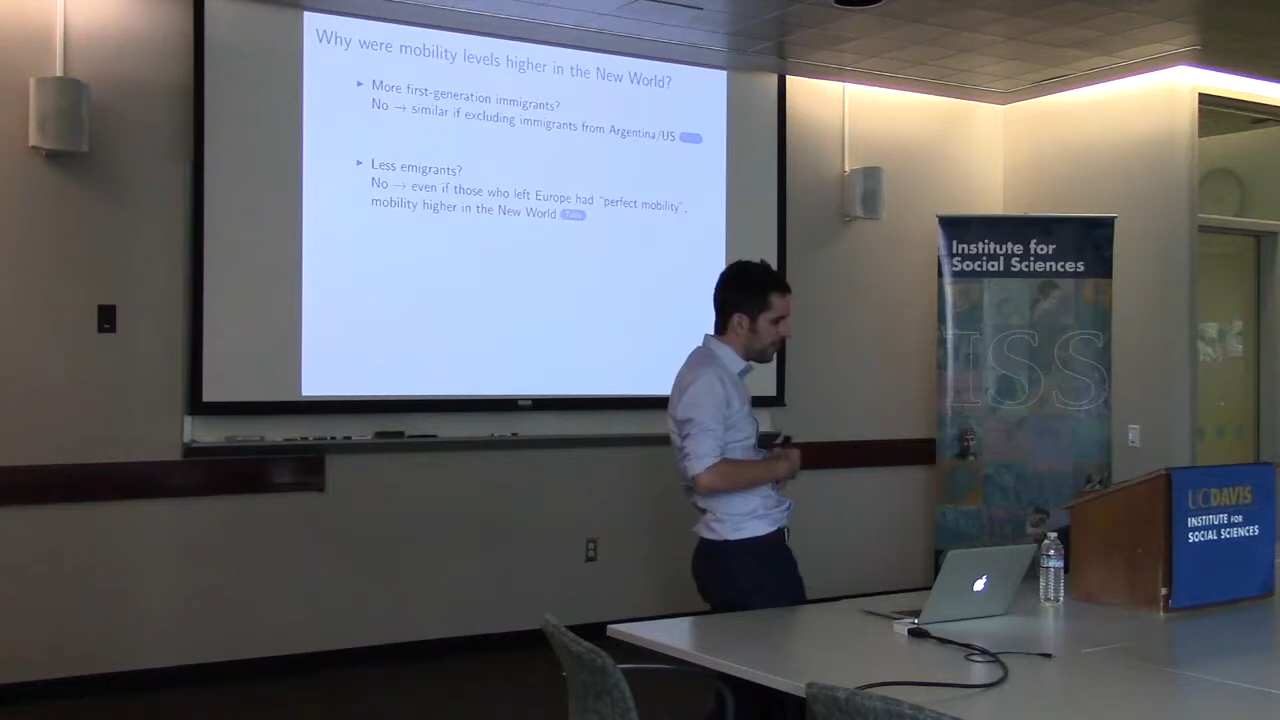 Why were mobility levels higher in the New World?
More first-generation immigrants?
No → similar if excluding immigrants from Argentina/US
Less emigrants?
No → even if those who left Europe had "perfect mobility",
mobility higher in the New World
Institute for
Social Sciences
ISS
UCDAVIS
INSTITUTE FOR
SOCIAL SCIENCES